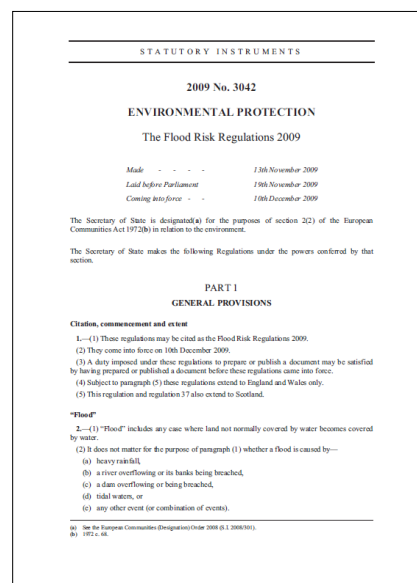 STATUTORY INSTRUMENTS
2009 No. 3042
ENVIRONMENTAL PROTECTION
The Flood Risk Regulations 2009
Made - - - - 13th November 2009
Laid before Parliament 19th November 2009
Coming into force - - 10th December 2009
The Secretary of State is designated(a) for the purposes of section 2(2) of the European
Communities Act 1972(b) in relation to the environment.
The Secretary of State makes the following Regulations under the powers conferred by that
section.
PART 1
GENERAL PROVISIONS
Citation, commencement and extent
1.—(1) These regulations may be cited as the Flood Risk Regulations 2009.
(2) They come into force on 10th December 2009.
(3) A duty imposed under these regulations to prepare or publish a document may be satisfied
by having prepared or published a document before these regulations came into force.
(4) Subject to paragraph (5) these regulations extend to England and Wales only.
(5) This regulation and regulation 37 also extend to Scotland.
“Flood”
2.—(1) “Flood” includes any case where land not normally covered by water becomes covered
by water.
(2) It does not matter for the purpose of paragraph (1) whether a flood is caused by—
(a) heavy rainfall,
(b) a river overflowing or its banks being breached,
(c) a dam overflowing or being breached,
(d) tidal waters, or
(e) any other event (or combination of events).
(a) See the European Communities (Designation) Order 2008 (S.I. 2008/301).
(b) 1972 c. 68.